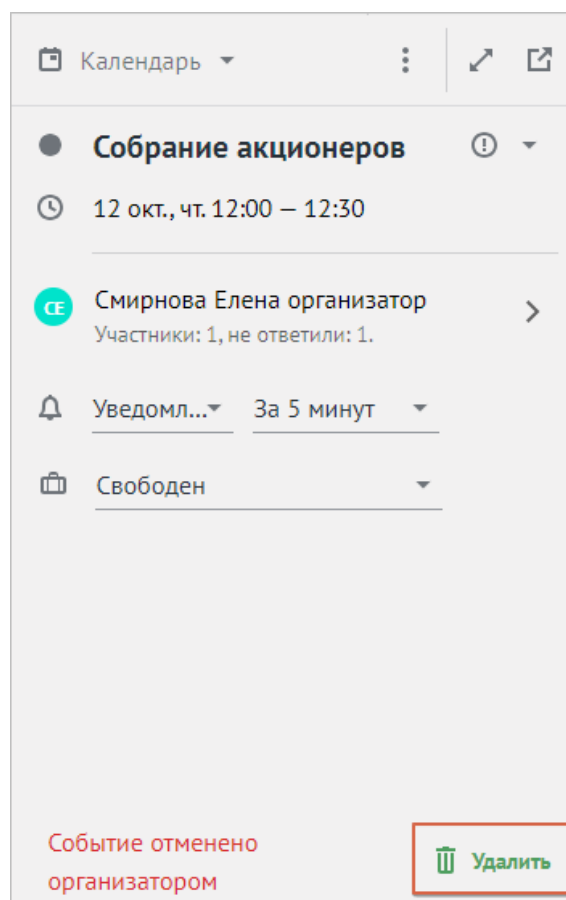 Календарь
Собрание акционеров
12 окт., чт. 12:00 — 12:30
СЕ
Смирнова Елена организатор
Участники: 1, не ответили: 1.
Уведомл... За 5 минут
Свободен
Событие отменено
организатором
Удалить